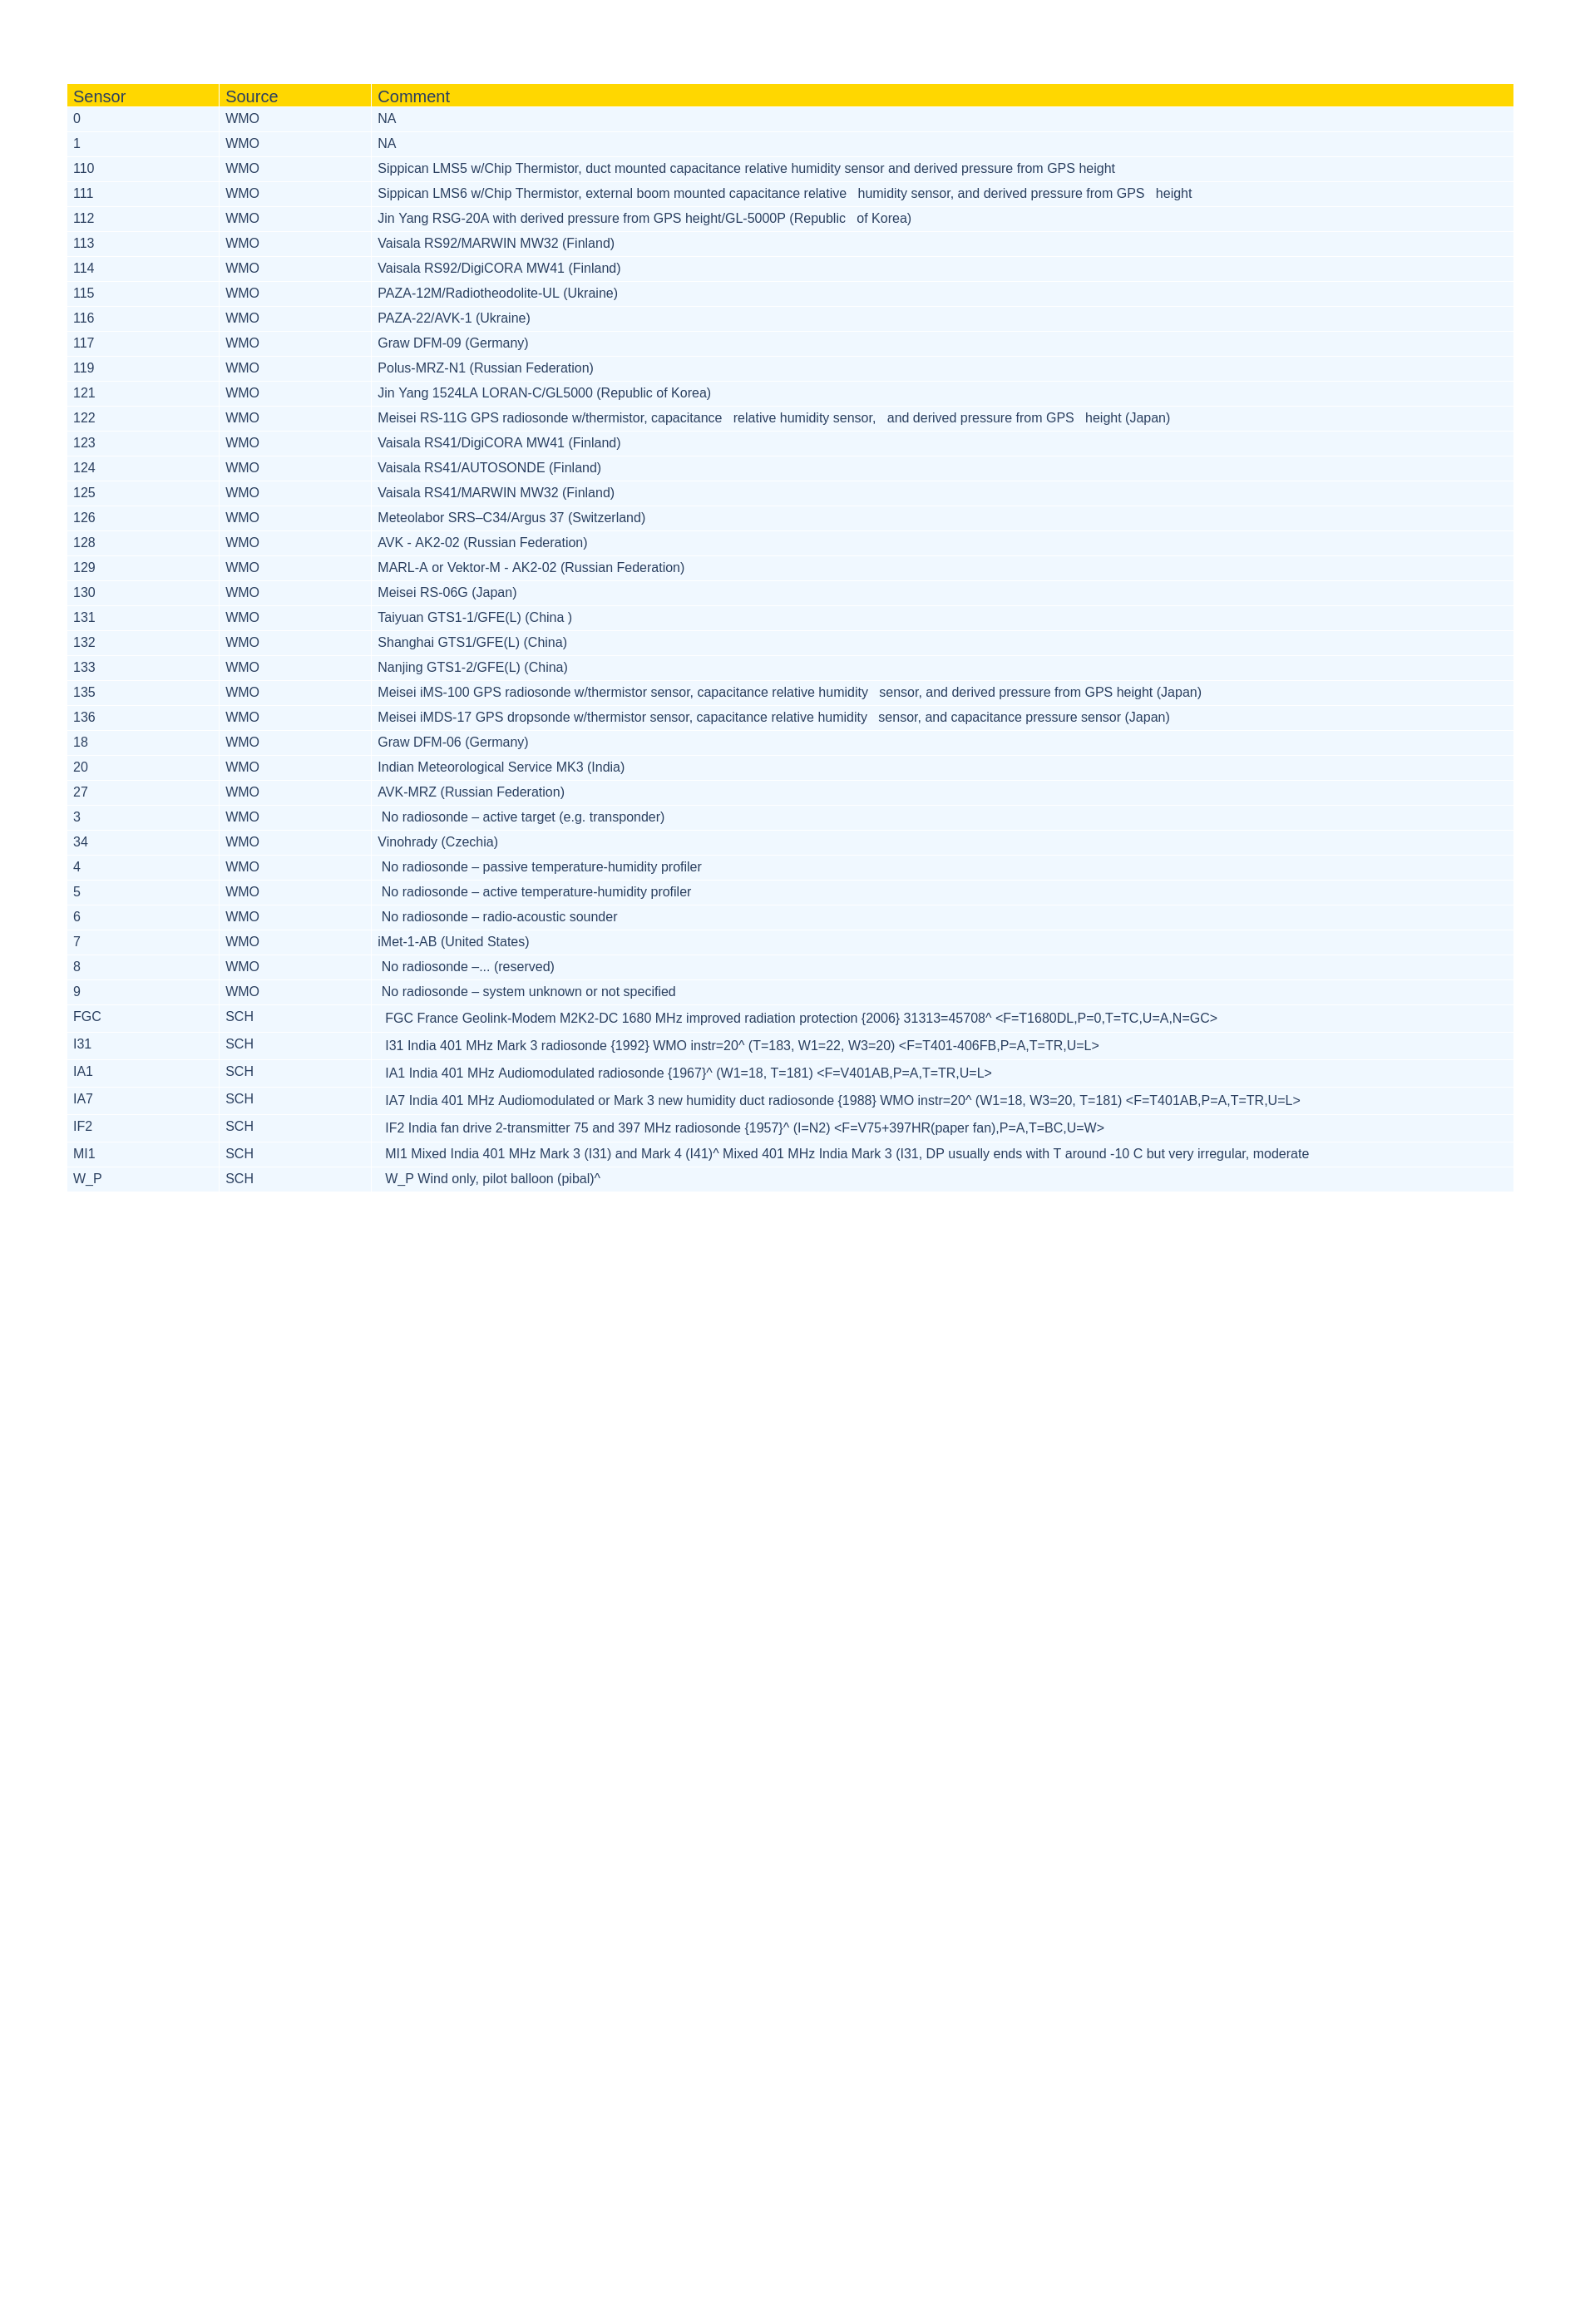 Sensor Source Comment
0 WMO NA
1 WMO NA
110 WMO Sippican LMS5 w/Chip Thermistor, duct mounted capacitance relative humidity sensor and derived pressure from GPS height
111 WMO Sippican LMS6 w/Chip Thermistor, external boom mounted capacitance relative   humidity sensor, and derived pressure from GPS   height
112 WMO Jin Yang RSG-20A with derived pressure from GPS height/GL-5000P (Republic   of Korea)
113 WMO Vaisala RS92/MARWIN MW32 (Finland)
114 WMO Vaisala RS92/DigiCORA MW41 (Finland)
115 WMO PAZA-12M/Radiotheodolite-UL (Ukraine)
116 WMO PAZA-22/AVK-1 (Ukraine)
117 WMO Graw DFM-09 (Germany)
119 WMO Polus-MRZ-N1 (Russian Federation)
121 WMO Jin Yang 1524LA LORAN-C/GL5000 (Republic of Korea)
122 WMO Meisei RS-11G GPS radiosonde w/thermistor, capacitance   relative humidity sensor,   and derived pressure from GPS   height (Japan)
123 WMO Vaisala RS41/DigiCORA MW41 (Finland)
124 WMO Vaisala RS41/AUTOSONDE (Finland)
125 WMO Vaisala RS41/MARWIN MW32 (Finland)
126 WMO Meteolabor SRS–C34/Argus 37 (Switzerland)
128 WMO AVK - AK2-02 (Russian Federation)
129 WMO MARL-A or Vektor-M - AK2-02 (Russian Federation)
130 WMO Meisei RS-06G (Japan)
131 WMO Taiyuan GTS1-1/GFE(L) (China )
132 WMO Shanghai GTS1/GFE(L) (China)
133 WMO Nanjing GTS1-2/GFE(L) (China)
135 WMO Meisei iMS-100 GPS radiosonde w/thermistor sensor, capacitance relative humidity   sensor, and derived pressure from GPS height (Japan)
136 WMO Meisei iMDS-17 GPS dropsonde w/thermistor sensor, capacitance relative humidity   sensor, and capacitance pressure sensor (Japan)
18 WMO Graw DFM-06 (Germany)
20 WMO Indian Meteorological Service MK3 (India)
27 WMO AVK-MRZ (Russian Federation)
3 WMO No radiosonde – active target (e.g. transponder)
34 WMO Vinohrady (Czechia)
4 WMO No radiosonde – passive temperature-humidity profiler
5 WMO No radiosonde – active temperature-humidity profiler
6 WMO No radiosonde – radio-acoustic sounder
7 WMO iMet-1-AB (United States)
8 WMO No radiosonde –... (reserved)
9 WMO No radiosonde – system unknown or not specified
FGC SCH FGC France Geolink-Modem M2K2-DC 1680 MHz improved radiation protection {2006} 31313=45708^ <F=T1680DL,P=0,T=TC,U=A,N=GC>
I31 SCH I31 India 401 MHz Mark 3 radiosonde {1992} WMO instr=20^ (T=183, W1=22, W3=20) <F=T401-406FB,P=A,T=TR,U=L>
IA1 SCH IA1 India 401 MHz Audiomodulated radiosonde {1967}^ (W1=18, T=181) <F=V401AB,P=A,T=TR,U=L>
IA7 SCH IA7 India 401 MHz Audiomodulated or Mark 3 new humidity duct radiosonde {1988} WMO instr=20^ (W1=18, W3=20, T=181) <F=T401AB,P=A,T=TR,U=L>
IF2 SCH IF2 India fan drive 2-transmitter 75 and 397 MHz radiosonde {1957}^ (I=N2) <F=V75+397HR(paper fan),P=A,T=BC,U=W>
MI1 SCH MI1 Mixed India 401 MHz Mark 3 (I31) and Mark 4 (I41)^ Mixed 401 MHz India Mark 3 (I31, DP usually ends with T around -10 C but very irregular, moderate
W_P SCH W_P Wind only, pilot balloon (pibal)^